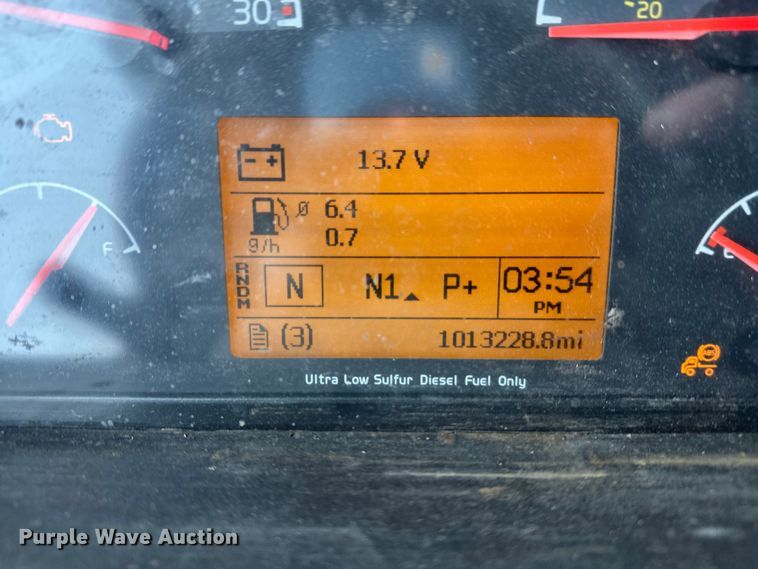 30
-20
- + 13.7 V
ø 6.4
g/h 0.7
RNDM N N1 P+ 03:54
PM
(3) 1013228.8mi
F
ABS
Ultra Low Sulfur Diesel Fuel Only
Purple Wave Auction